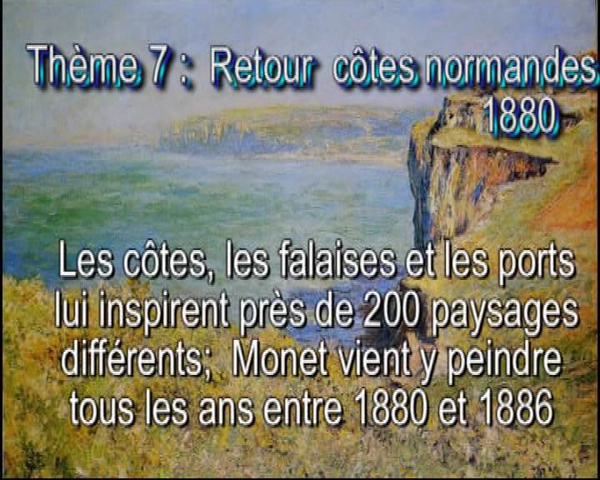 Thème 7 : Retour côtes normandes
1880
Les côtes, les falaises et les ports
lui inspirent près de 200 paysages
différents; Monet vient y peindre
tous les ans entre 1880 et 1886